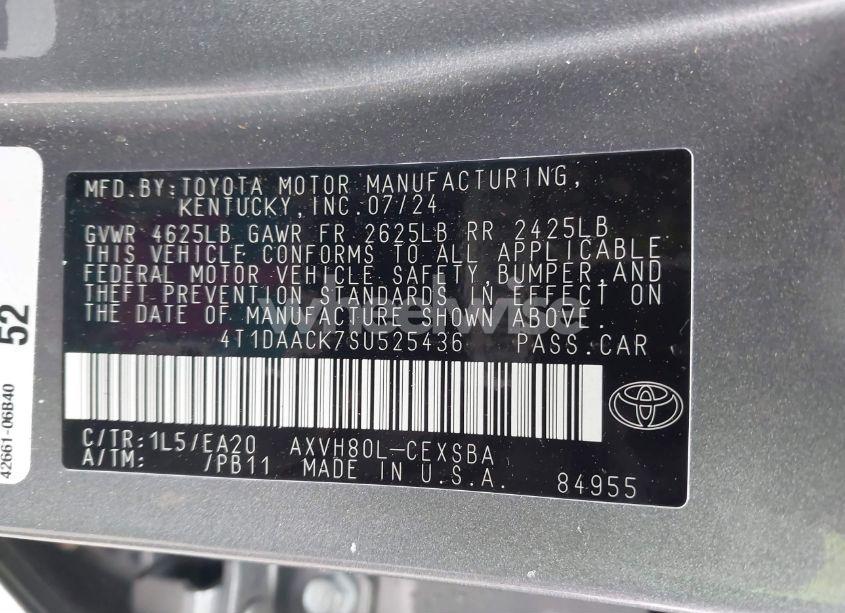 MFD.BY:TOYOTA MOTOR MANUFACTURING,
KENTUCKY, INC.07/24
GVWR 4625LB GAWR FR 2625LB RR 2425LB
THIS VEHICLE CONFORMS TO ALL APPLICABLE
FEDERAL MOTOR VEHICLE SAFETY,BUMPER,AND
THEFT PREVENTION STANDARDS IN EFFECT ON
THE DATE OF MANUFACTURE SHOWN ABOVE.
wheelwise
4T1DAACK7SU525436 PASS.CAR
C/TR:1L5/EA20 AXVH80L-CEXSBA
A/TM: /PB11 MADE IN U.S.A. 84955
52
42661-06B40